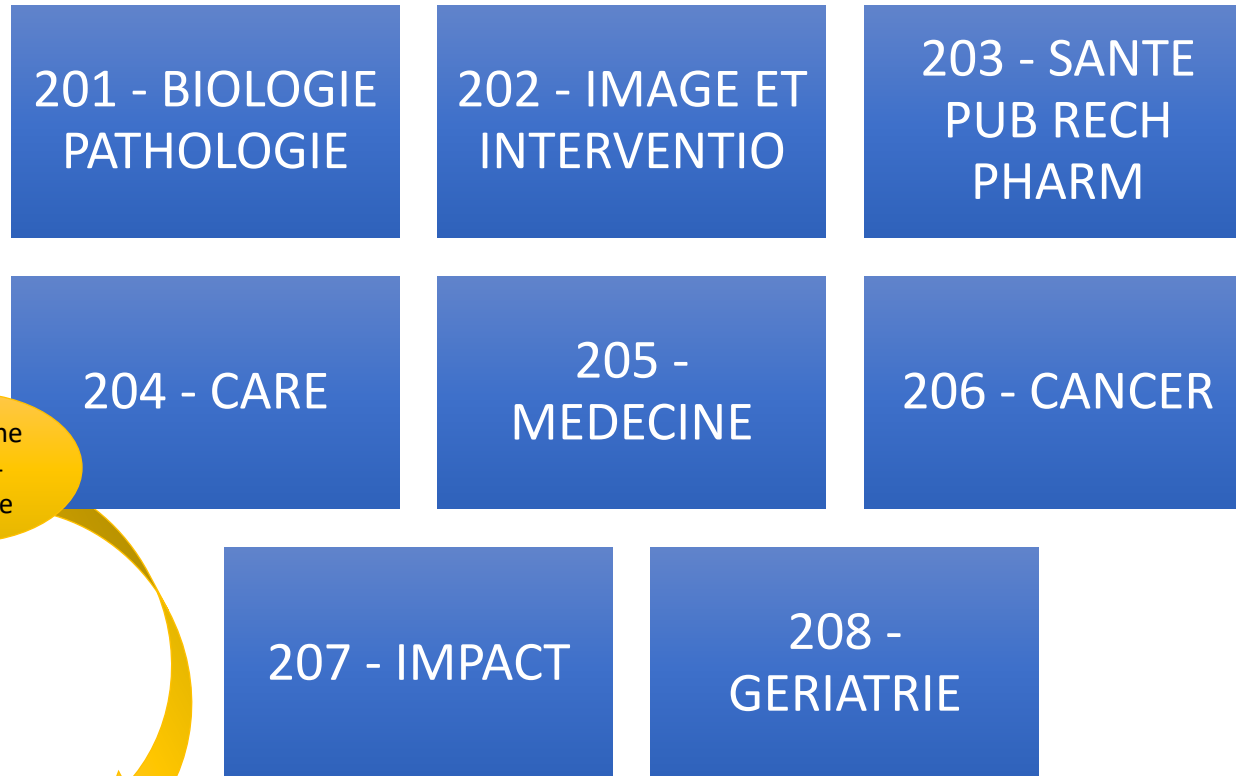 201 - BIOLOGIE
PATHOLOGIE
202 - IMAGE ET
INTERVENTIO
203 - SANTE
PUB RECH
PHARM
204 - CARE
205 -
MEDECINE
206 - CANCER
207 - IMPACT
208 -
GERIATRIE